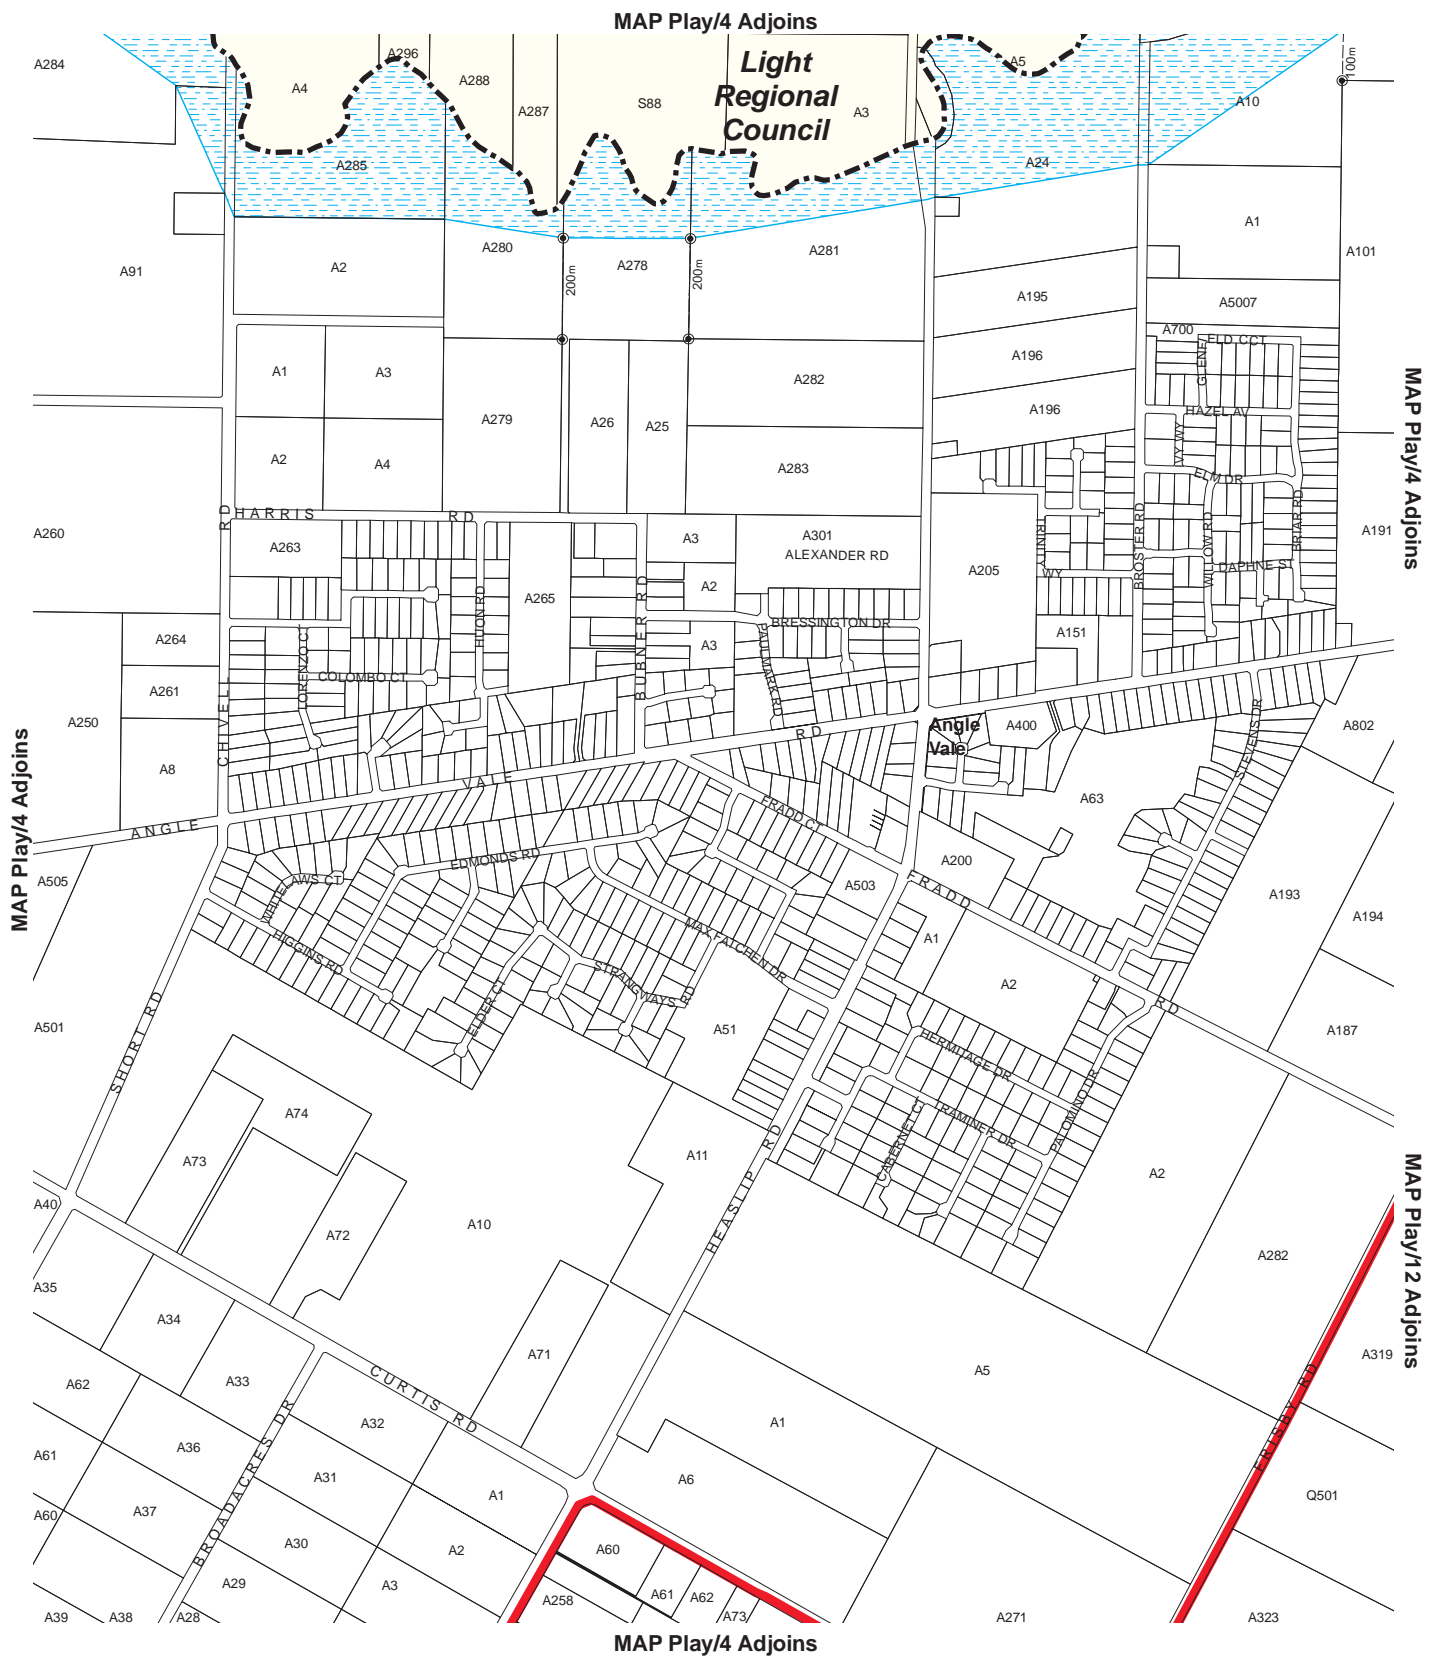 MAP Play/4 Adjoins
A284
A296
A4
A288
A287
S88
Light
Regional
Council
A3
A5
100m
A10
A285
A24
A1
A91
A2
A280
A278
A281
A101
200m
200m
A195
A5007
A700
GLENFIELD CCT
A196
A1
A3
A282
A196
HAZEL AV
MAP Play/4 Adjoins
A279
A26
A25
IVY WY
A2
A4
A283
ELM DR
HARRIS RD
A260
A263
A3
A301
ALEXANDER RD
TRINITY WY
BROSTER RD
WILLOW RD
BRIAR RD
A191
A205
DAPHNE ST
A265
A2
HUON RD
BUBNER RD
A264
BRESSINGTON DR
A151
LORENZO CT
A3
PAULMARK RD
COLOMBO CT
A261
CHIVELL RD
A250
Angle
Vale
A400
A802
STEVENS DR
A8
ANGLE VALE RD
A63
FRADD CT
MAP Play/4 Adjoins
EDMONDS RD
A200
A505
WHITELAWS CT
A503
FRADD RD
A193
A194
HIGGINS RD
MAX FATCHEN DR
A1
STRANGWAYS RD
A2
ELDER CT
A501
A51
A187
SHORT RD
HERMITAGE DR
PALOMINO DR
A74
TRAMINER DR
CABERNET CT
A73
A11
A2
MAP Play/12 Adjoins
A40
A10
HEASLIP RD
A72
A282
A35
A34
A71
A319
A5
A62
A33
CURTIS RD
A32
A1
FRISBY RD
A61
A36
BROADACRES DR
A31
A6
A1
Q501
A60
A37
A30
A2
A60
A29
A3
A258
A61
A62
A39
A38
A28
A73
A271
A323
MAP Play/4 Adjoins